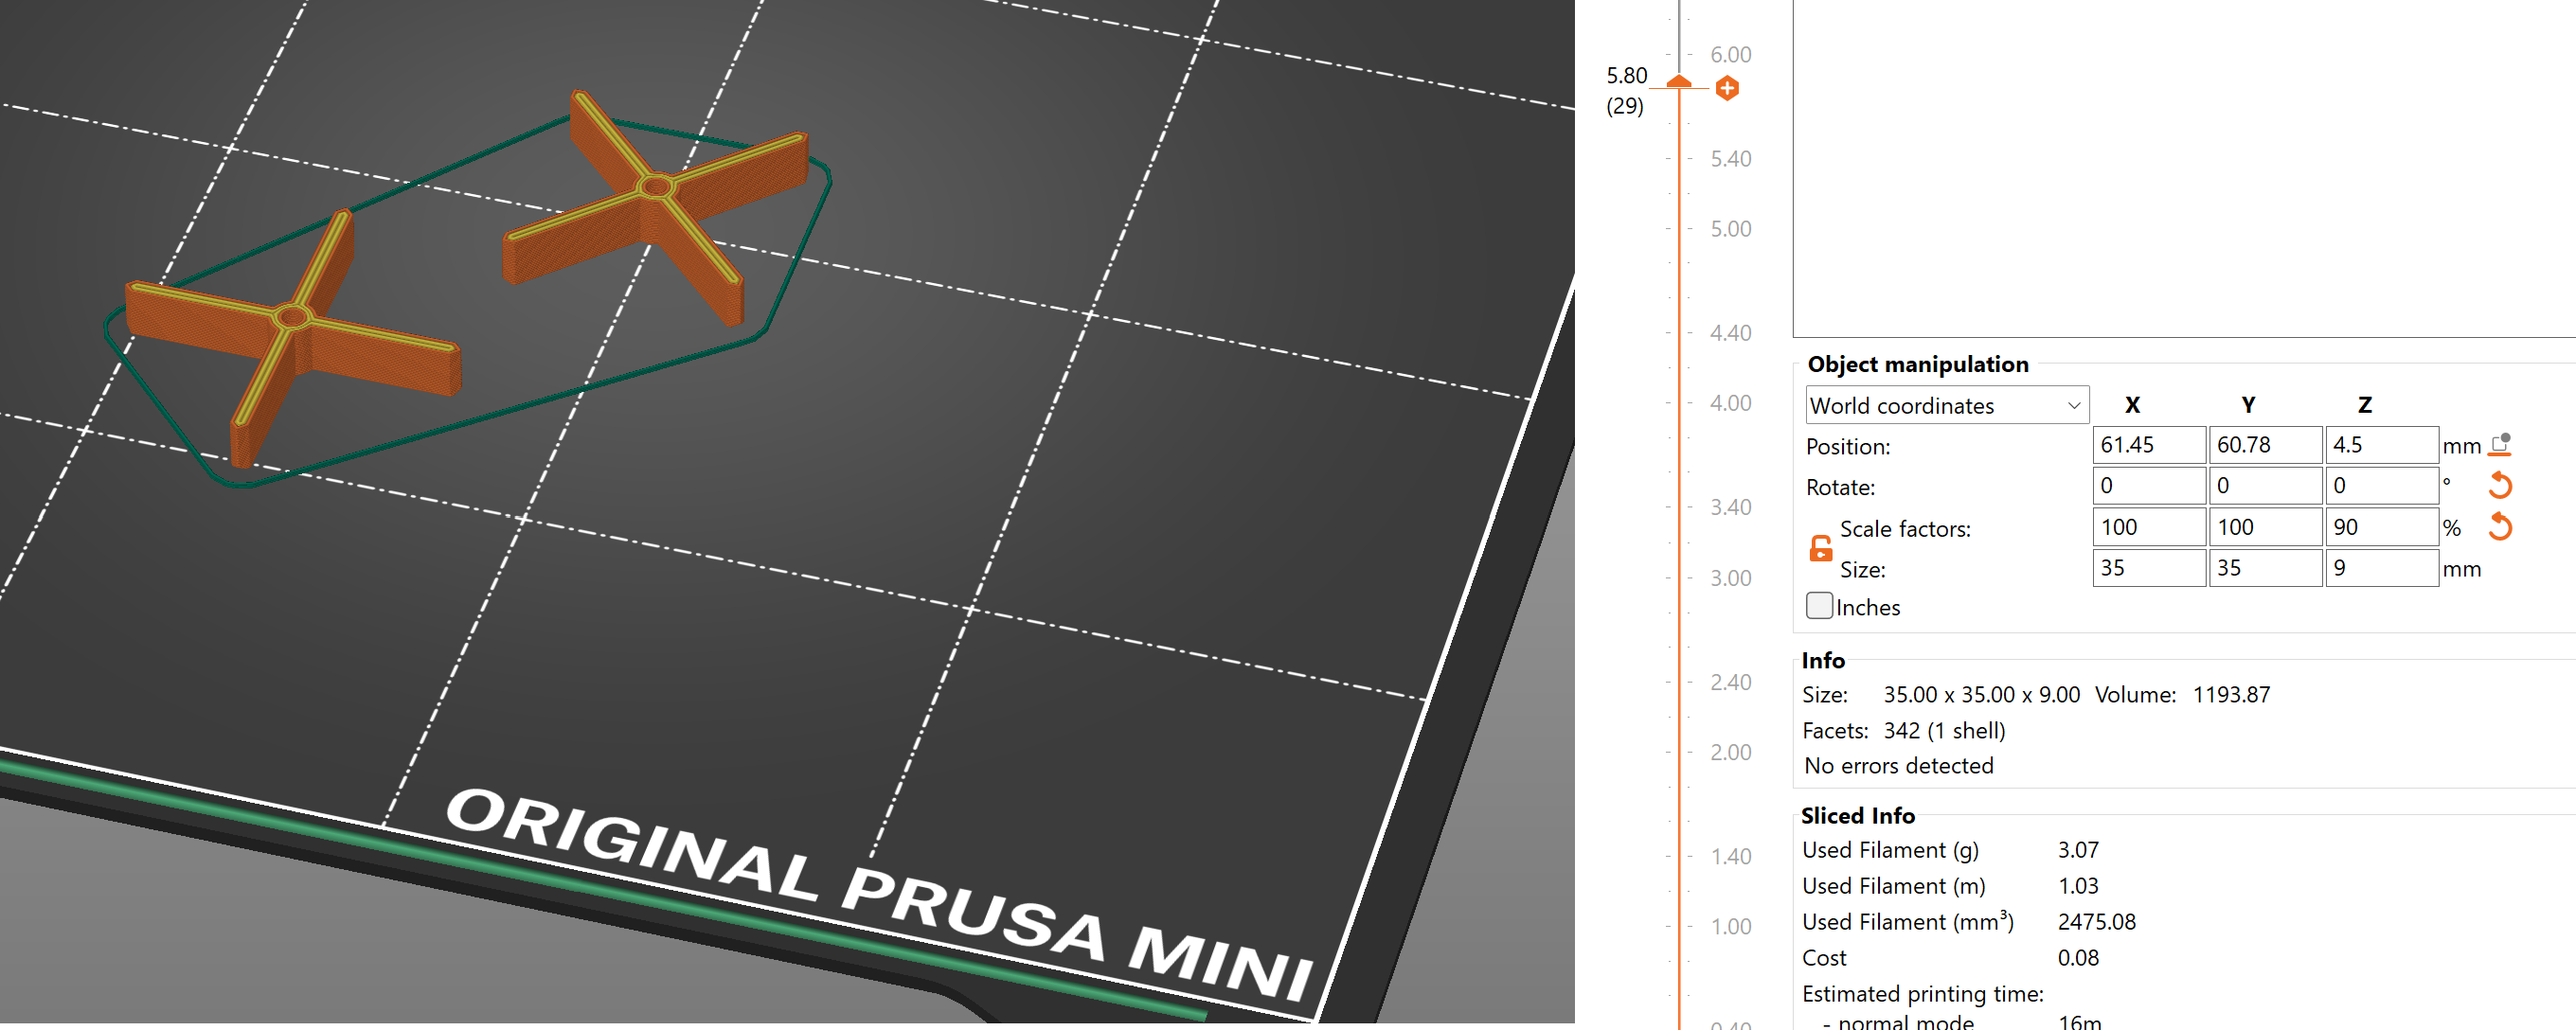 ORIGINAL PRUSA MINI
6.00
5.80
(29)
5.40
5.00
4.40
4.00
3.40
3.00
2.40
2.00
1.40
1.00
0.40
Object manipulation
World coordinates X Y Z
Position: 61.45 60.78 4.5 mm
Rotate: 0 0 0 °
Scale factors: 100 100 90 %
Size: 35 35 9 mm
Inches
Info
Size: 35.00 x 35.00 x 9.00 Volume: 1193.87
Facets: 342 (1 shell)
No errors detected
Sliced Info
Used Filament (g) 3.07
Used Filament (m) 1.03
Used Filament (mm³) 2475.08
Cost 0.08
Estimated printing time:
- normal mode 16m